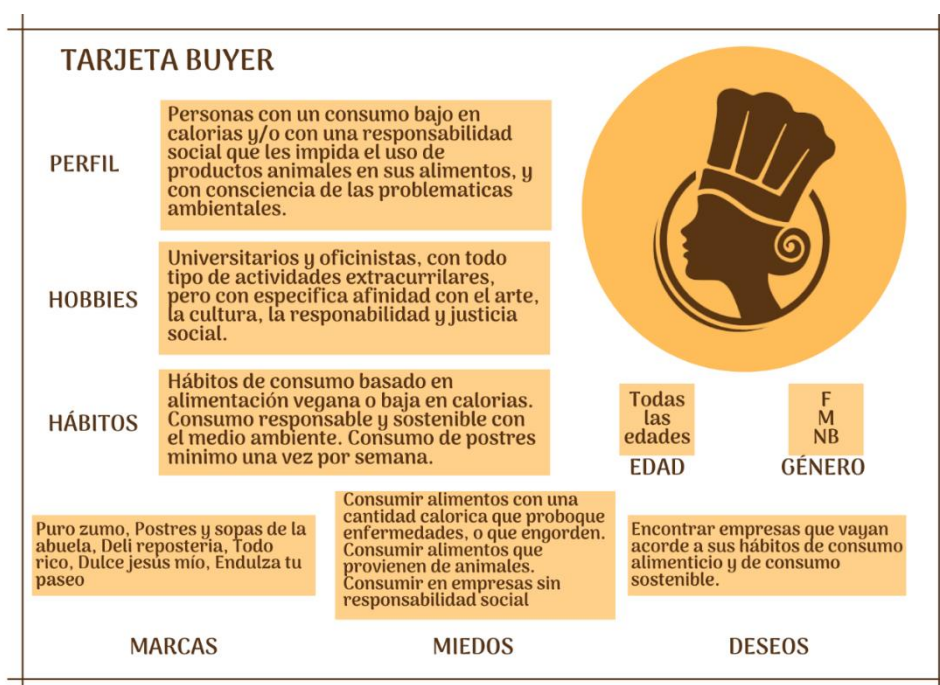 TARJETA BUYER
PERFIL
Personas con un consumo bajo en
calorias y/o con una responsabilidad
social que les impida el uso de
productos animales en sus alimentos, y
con consciencia de las problematicas
ambientales.
HOBBIES
Universitarios y oficinistas, con todo
tipo de actividades extracurrilares,
pero con especifica afinidad con el arte,
la cultura, la responabilidad y justicia
social.
HÁBITOS
Hábitos de consumo basado en
alimentación vegana o baja en calorias.
Consumo responsable y sostenible con
el medio ambiente. Consumo de postres
minimo una vez por semana.
Todas
las
edades
EDAD
F
M
NB
GÉNERO
Puro zumo, Postres y sopas de la
abuela, Deli reposteria, Todo
rico, Dulce jesús mío, Endulza tu
paseo
MARCAS
Consumir alimentos con una
cantidad calorica que proboque
enfermedades, o que engorden.
Consumir alimentos que
provienen de animales.
Consumir en empresas sin
responsabilidad social
MIEDOS
Encontrar empresas que vayan
acorde a sus hábitos de consumo
alimenticio y de consumo
sostenible.
DESEOS